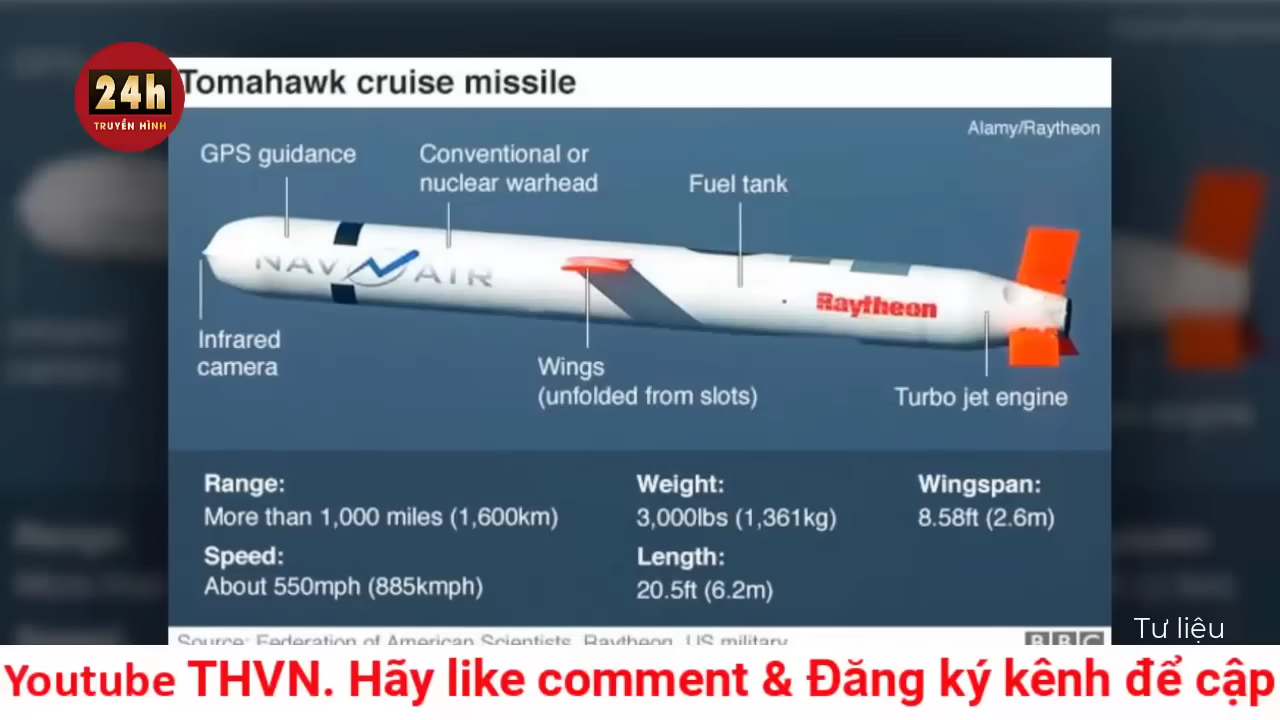 24h
TRUYỀN HÌNH
Tomahawk cruise missile
Alamy/Raytheon
GPS guidance
Conventional or
nuclear warhead
Fuel tank
NAV AIR
Raytheon
Infrared
camera
Wings
(unfolded from slots)
Turbo jet engine
Range:
More than 1,000 miles (1,600km)
Weight:
3,000lbs (1,361kg)
Wingspan:
8.58ft (2.6m)
Speed:
About 550mph (885kmph)
Length:
20.5ft (6.2m)
Source: Federation of American Scientists, Raytheon, US military
BBC
Tư liệu
Youtube THVN. Hãy like comment & Đăng ký kênh để cập